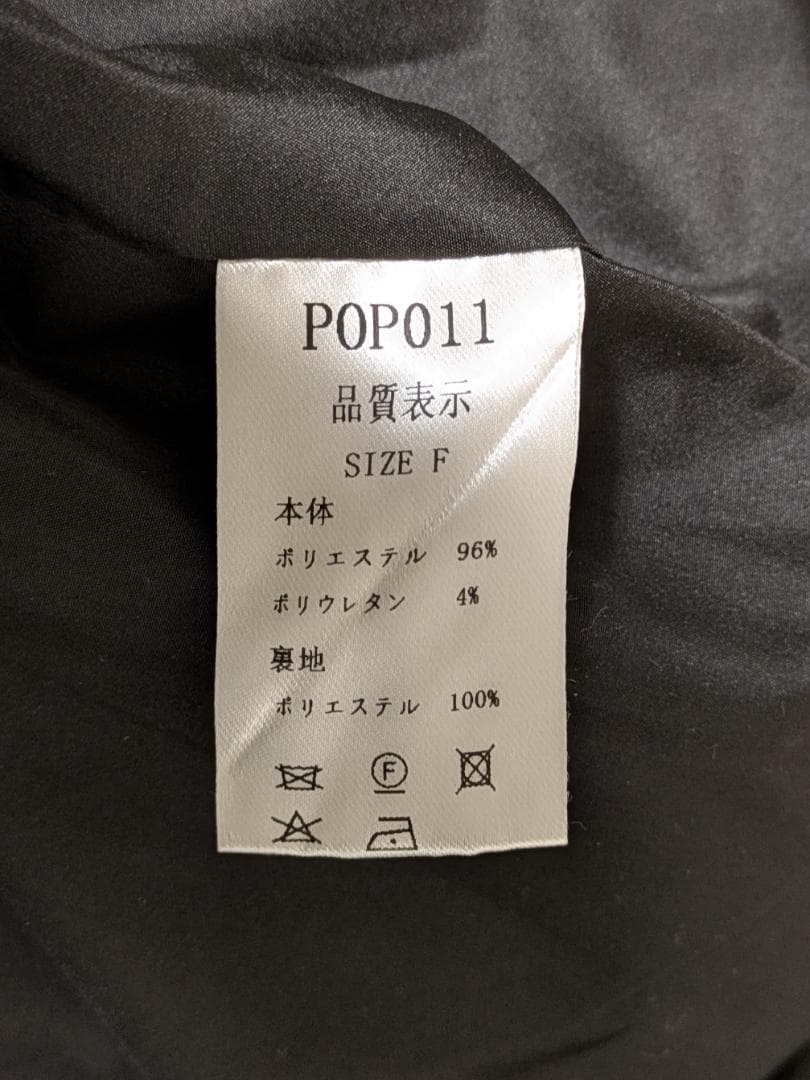 POP011
品質表示
SIZE F
本体
ポリエステル 96%
ポリウレタン 4%
裏地
ポリエステル 100%
F